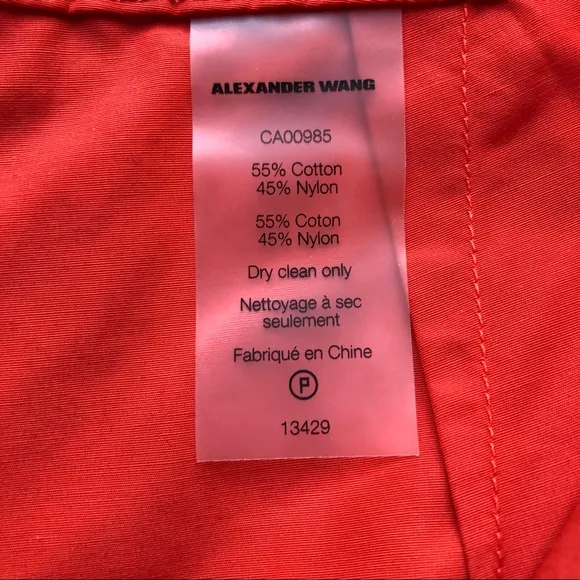 ALEXANDER WANG
CA00985
55% Cotton
45% Nylon
55% Coton
45% Nylon
Dry clean only
Nettoyage à sec
seulement
Fabriqué en Chine
P
13429